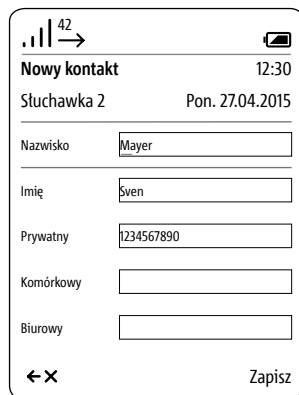 42
Nowy kontakt 12:30
Słuchawka 2 Pon. 27.04.2015
Nazwisko Mayer
Imię Sven
Prywatny 1234567890
Komórkowy
Biurowy
Zapisz